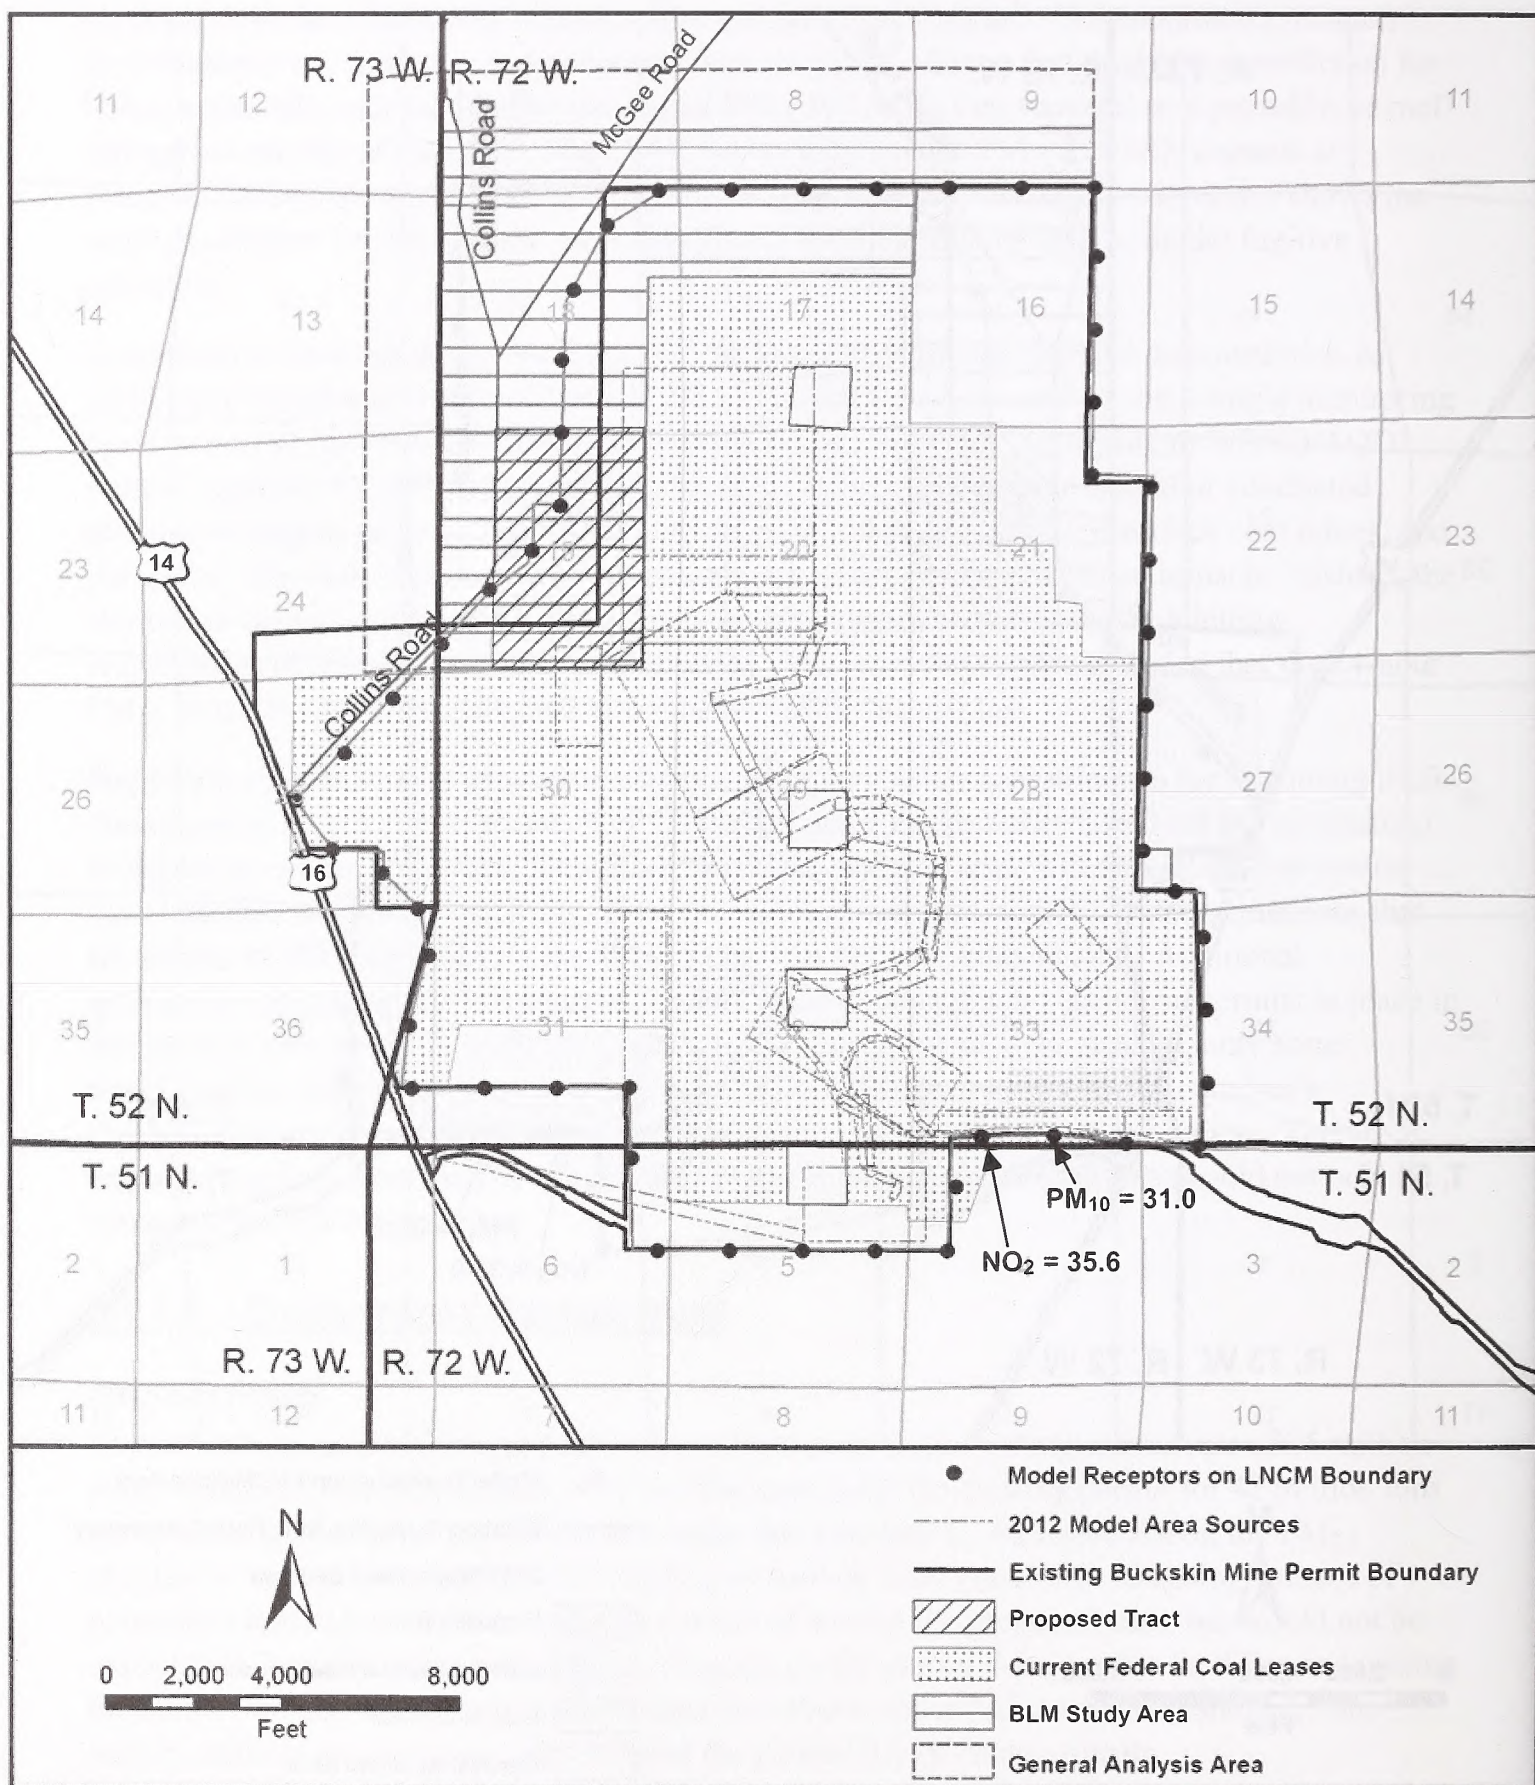 R. 73 W. R. 72 W.
McGee Road
Collins Road
11 12 8 9 10 11
14 13 18 17 16 15 14
23 24 19 20 21 22 23
14
Collins Road
26 30 29 28 27 26
16
35 36 31 32 33 34 35
T. 52 N. T. 52 N.
T. 51 N. T. 51 N.
PM10 = 31.0
NO2 = 35.6
2 1 6 5 3 2
R. 73 W. R. 72 W.
11 12 7 8 9 10 11
Model Receptors on LNCM Boundary
2012 Model Area Sources
Existing Buckskin Mine Permit Boundary
Proposed Tract
Current Federal Coal Leases
BLM Study Area
General Analysis Area
N
0 2,000 4,000 8,000
Feet